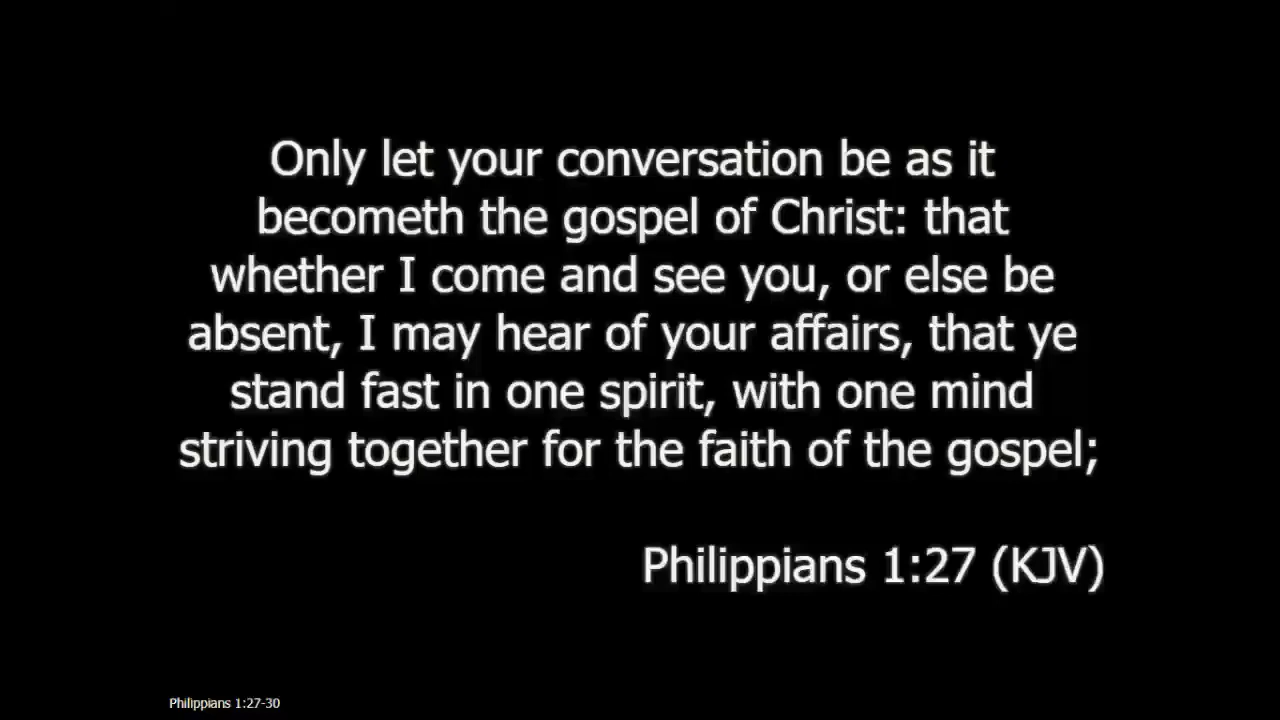 Only let your conversation be as it
becometh the gospel of Christ: that
whether I come and see you, or else be
absent, I may hear of your affairs, that ye
stand fast in one spirit, with one mind
striving together for the faith of the gospel;
Philippians 1:27 (KJV)
Philippians 1:27-30